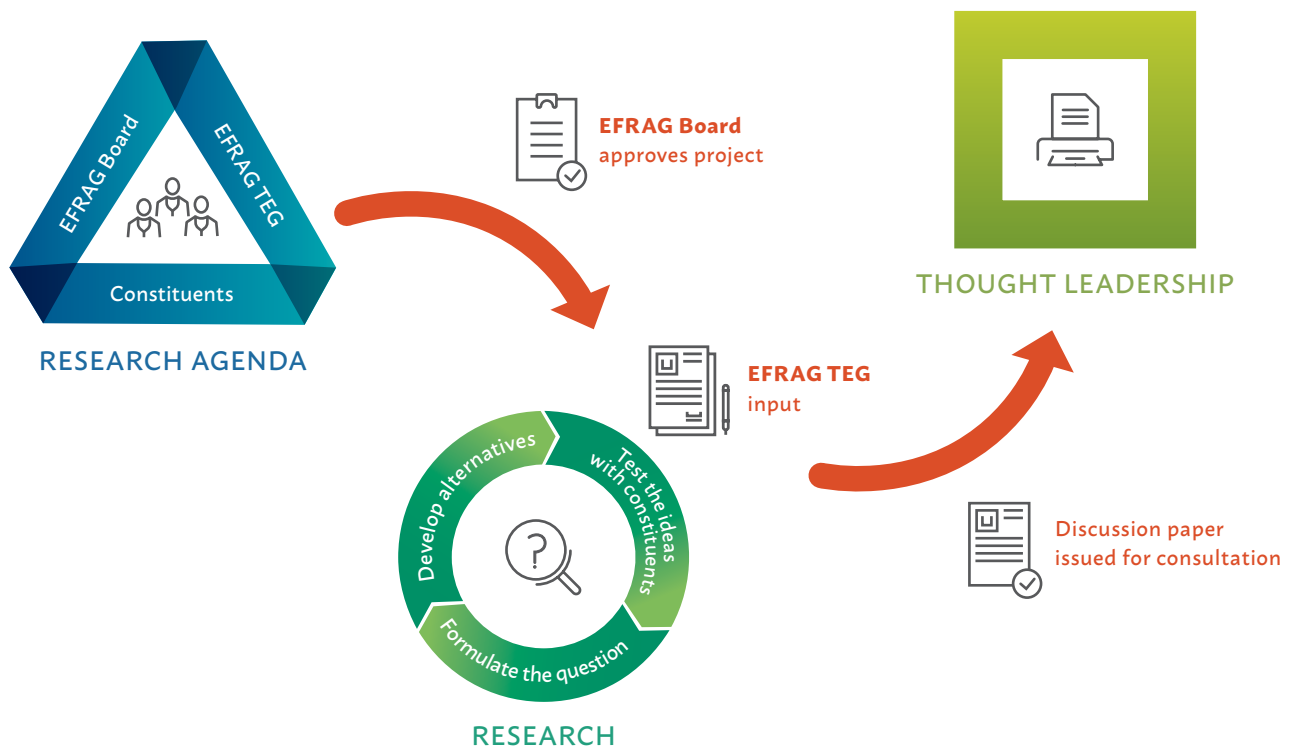 EFRAG Board
EFRAG TEG
Constituents
RESEARCH AGENDA
EFRAG Board
approves project
THOUGHT LEADERSHIP
EFRAG TEG
input
Develop alternatives
Test the ideas
with constituents
Formulate the question
RESEARCH
Discussion paper
issued for consultation